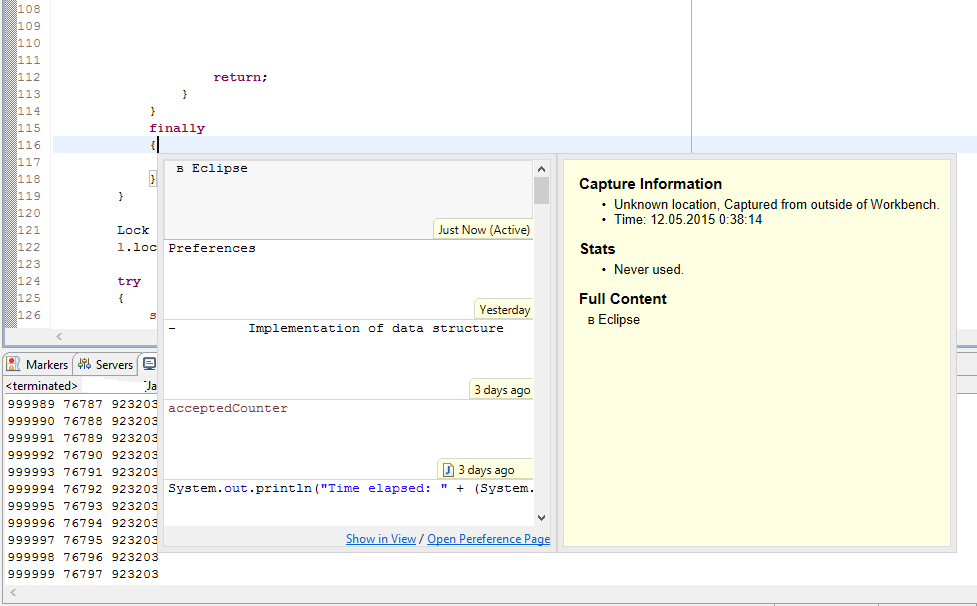 108
109
110
111
112 return;
113 }
114 }
115 finally
116 {
117
118 }
119 }
120
121 Lock
122 l.loc
123
124 try
125 {
126 s
в Eclipse
Just Now (Active)
Preferences
Yesterday
- Implementation of data structure
3 days ago
acceptedCounter
3 days ago
System.out.println("Time elapsed: " + (System.
Show in View / Open Pereference Page
Capture Information
• Unknown location, Captured from outside of Workbench.
• Time: 12.05.2015 0:38:14
Stats
• Never used.
Full Content
в Eclipse
Markers Servers
<terminated> Ja
999989 76787 923203
999990 76788 923203
999991 76789 923203
999992 76790 923203
999993 76791 923203
999994 76792 923203
999995 76793 923203
999996 76794 923203
999997 76795 923203
999998 76796 923203
999999 76797 923203